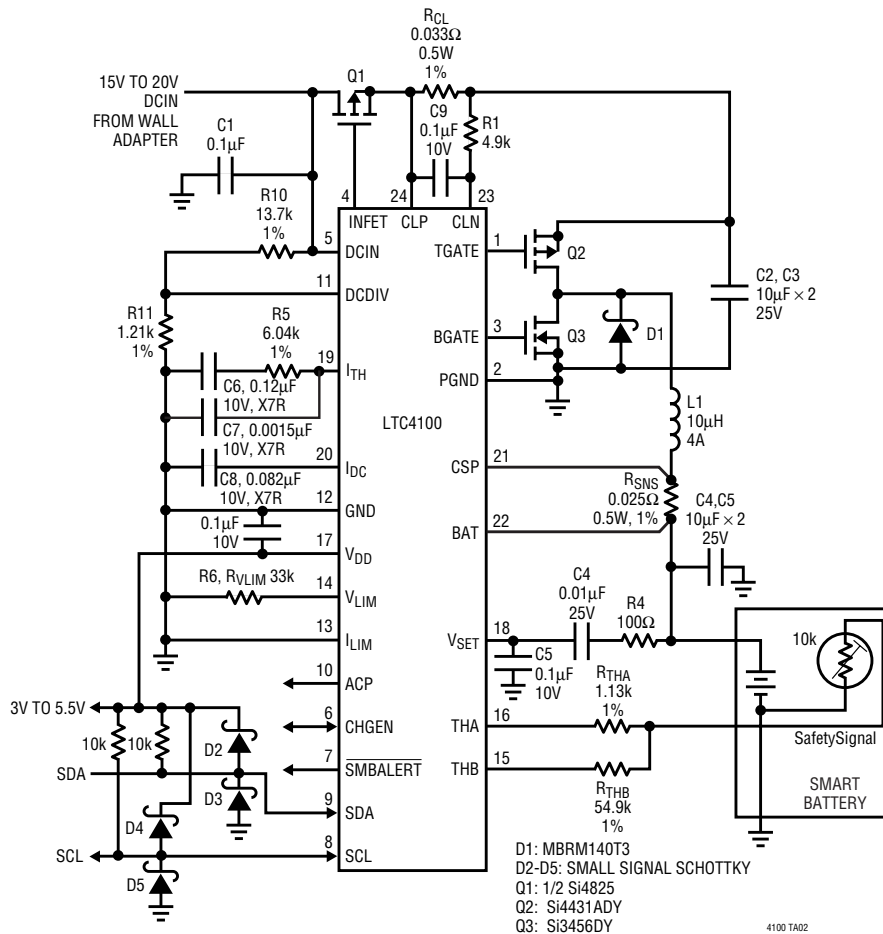 R_CL
0.033Ω
0.5W
1%
15V TO 20V
DCIN
FROM WALL
ADAPTER
Q1
C1
0.1µF
C9
0.1µF
10V
R1
4.9k
R10
13.7k
1%
4
24
23
INFET
CLP
CLN
5
DCIN
TGATE
1
Q2
11
DCDIV
C2, C3
10µF × 2
25V
R11
1.21k
1%
R5
6.04k
1%
BGATE
3
Q3
D1
19
I_TH
PGND
2
C6, 0.12µF
10V, X7R
LTC4100
L1
10µH
4A
C7, 0.0015µF
10V, X7R
20
I_DC
CSP
21
C8, 0.082µF
10V, X7R
R_SNS
0.025Ω
0.5W, 1%
C4,C5
10µF × 2
25V
12
GND
0.1µF
10V
BAT
22
17
V_DD
R6, R_VLIM 33k
14
V_LIM
C4
0.01µF
25V
R4
100Ω
13
I_LIM
V_SET
18
10k
C5
0.1µF
10V
10
ACP
R_THA
1.13k
1%
3V TO 5.5V
6
CHGEN
THA
16
10k
10k
D2
SafetySignal
7
SMBALERT
THB
15
SDA
D3
R_THB
54.9k
1%
SMART
BATTERY
9
SDA
D4
SCL
8
SCL
D5
D1: MBRM140T3
D2-D5: SMALL SIGNAL SCHOTTKY
Q1: 1/2 Si4825
Q2: Si4431ADY
Q3: Si3456DY
4100 TA02